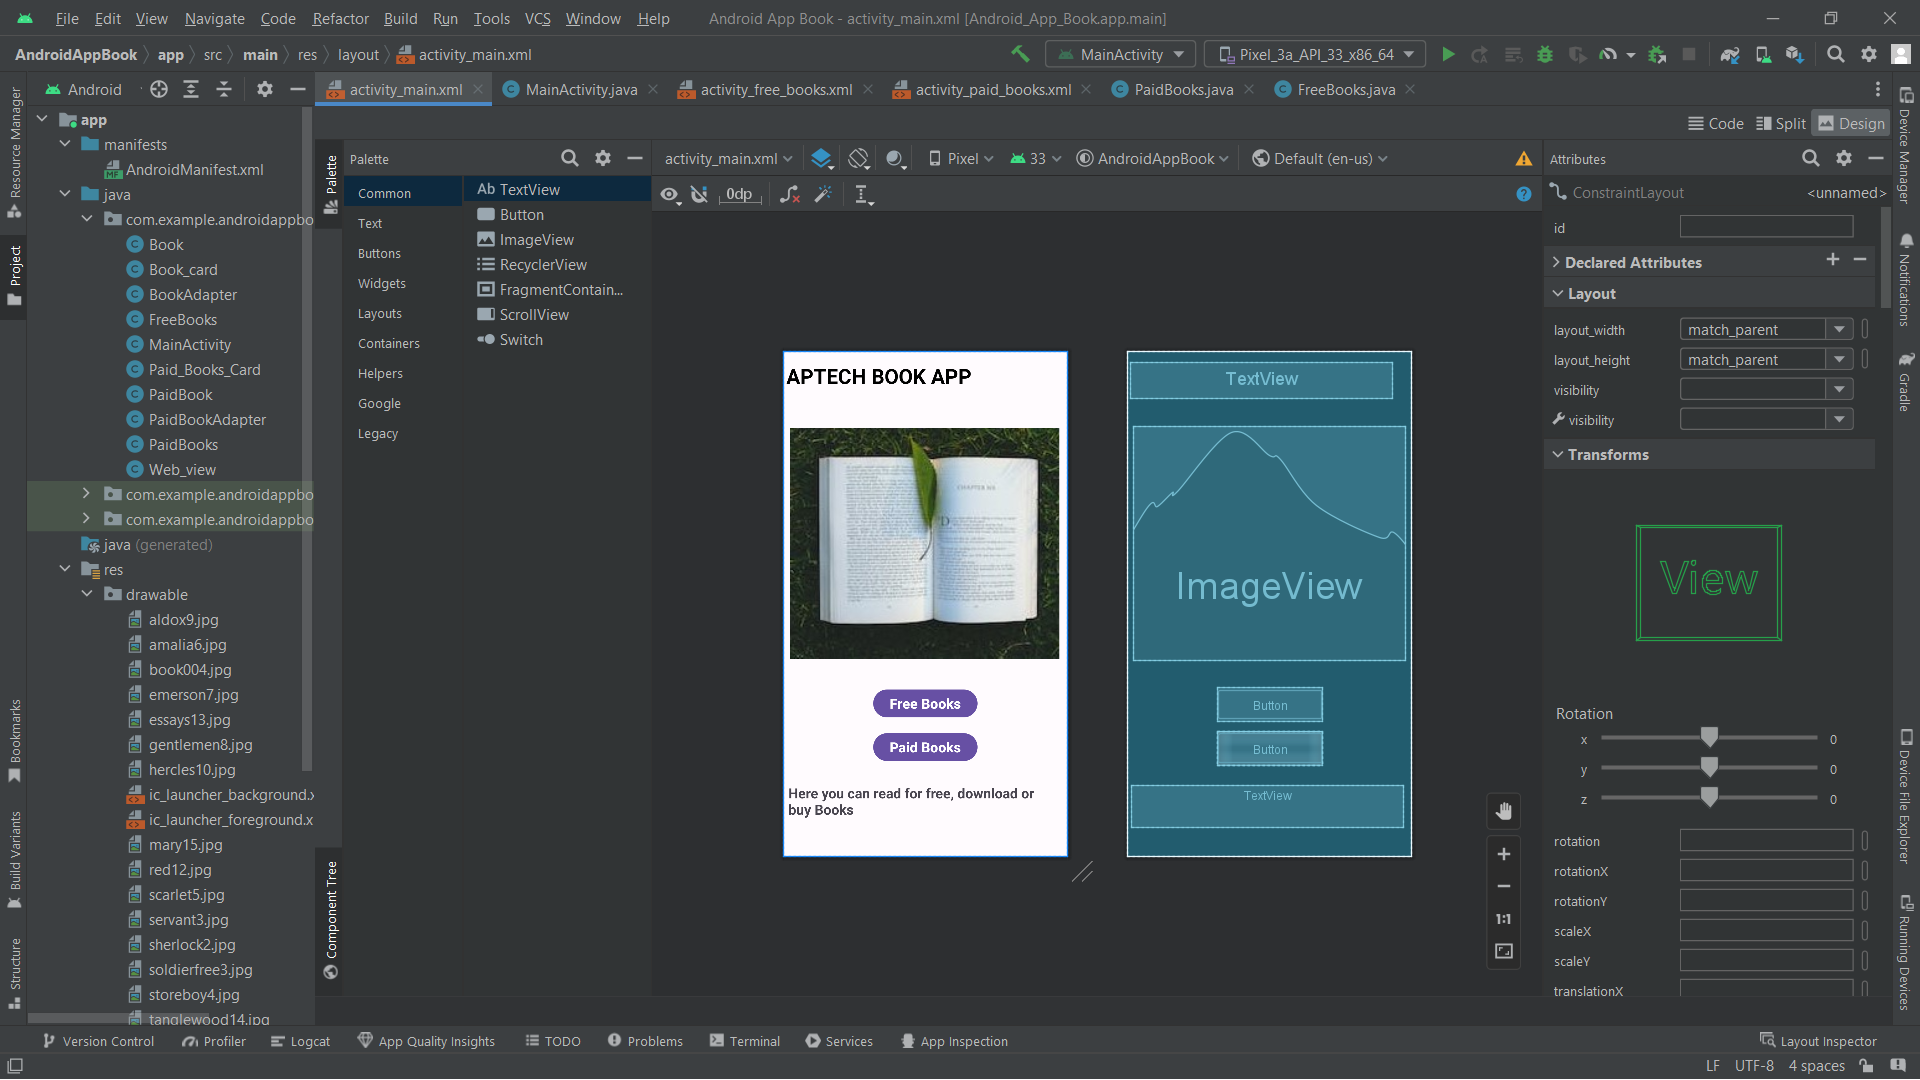 File Edit View Navigate Code Refactor Build Run Tools VCS Window Help Android App Book - activity_main.xml [Android_App_Book.app.main]
AndroidAppBook app src main res layout activity_main.xml MainActivity Pixel_3a_API_33_x86_64
Android activity_main.xml MainActivity.java activity_free_books.xml activity_paid_books.xml PaidBooks.java FreeBooks.java
Code Split Design
Resource Manager
Project
Bookmarks
Build Variants
Structure
app
manifests
AndroidManifest.xml
java
com.example.androidappbo
Book
Book_card
BookAdapter
FreeBooks
MainActivity
Paid_Books_Card
PaidBook
PaidBookAdapter
PaidBooks
Web_view
com.example.androidappbo
com.example.androidappbo
java (generated)
res
drawable
aldox9.jpg
amalia6.jpg
book004.jpg
emerson7.jpg
essays13.jpg
gentlemen8.jpg
hercles10.jpg
ic_launcher_background.x
ic_launcher_foreground.x
mary15.jpg
red12.jpg
scarlet5.jpg
servant3.jpg
sherlock2.jpg
soldierfree3.jpg
storeboy4.jpg
tanglewood14.jpg
Palette
Component Tree
Palette
Common
Text
Buttons
Widgets
Layouts
Containers
Helpers
Google
Legacy
Ab TextView
Button
ImageView
RecyclerView
FragmentContain...
ScrollView
Switch
activity_main.xml Pixel 33 AndroidAppBook Default (en-us)
0dp
APTECH BOOK APP
CHAPTER SIX
Free Books
Paid Books
Here you can read for free, download or
buy Books
TextView
ImageView
Button
Button
TextView
1:1
Attributes
ConstraintLayout <unnamed>
id
Declared Attributes
Layout
layout_width match_parent
layout_height match_parent
visibility
visibility
Transforms
View
Rotation
x 0
y 0
z 0
rotation
rotationX
rotationY
scaleX
scaleY
translationX
Device Manager
Notifications
Gradle
Device File Explorer
Running Devices
Version Control Profiler Logcat App Quality Insights TODO Problems Terminal Services App Inspection Layout Inspector
LF UTF-8 4 spaces